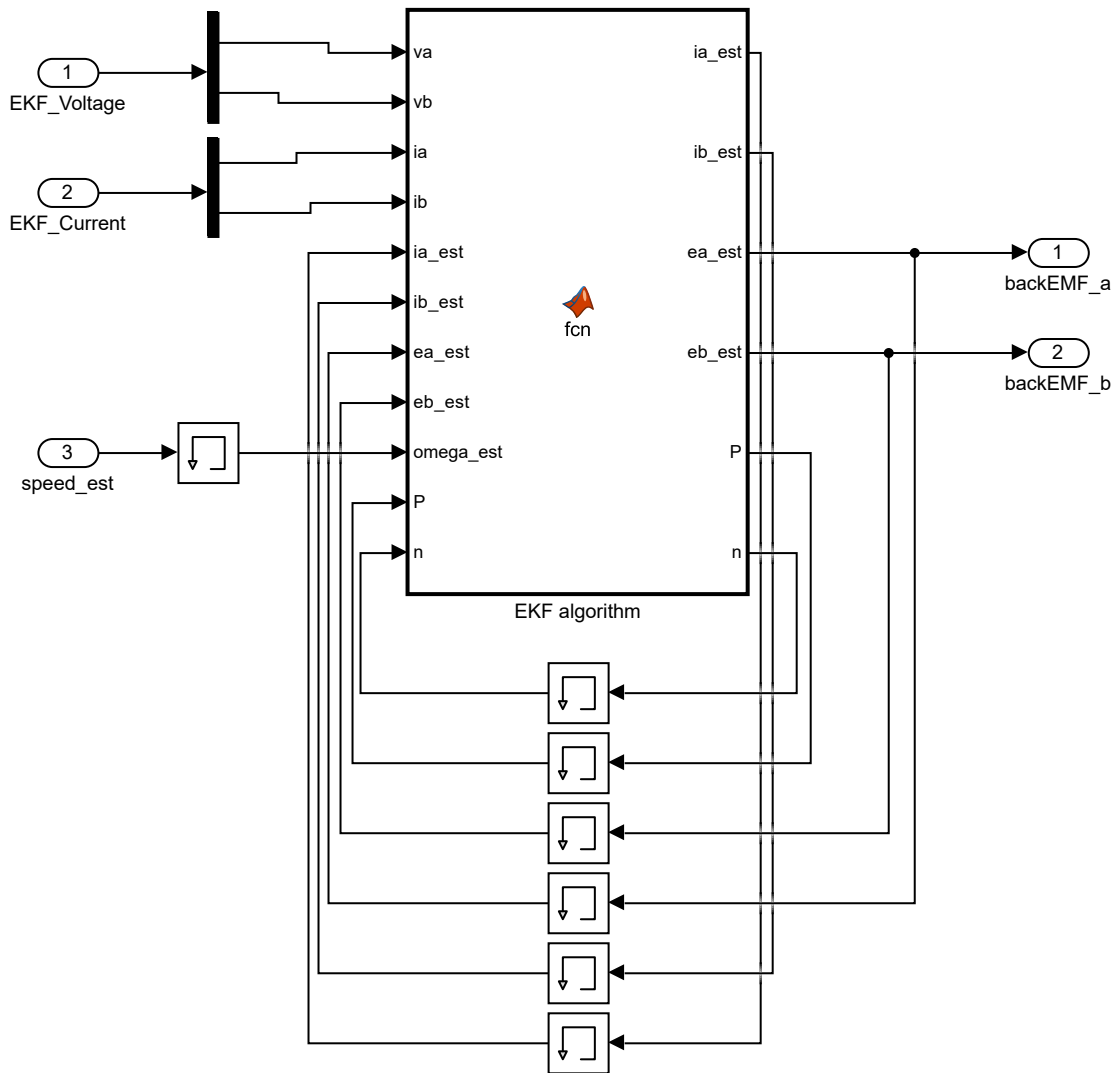 1
EKF_Voltage
2
EKF_Current
3
speed_est
va
vb
ia
ib
ia_est
ib_est
ea_est
eb_est
omega_est
P
n
fcn
ia_est
ib_est
ea_est
eb_est
P
n
EKF algorithm
1
backEMF_a
2
backEMF_b